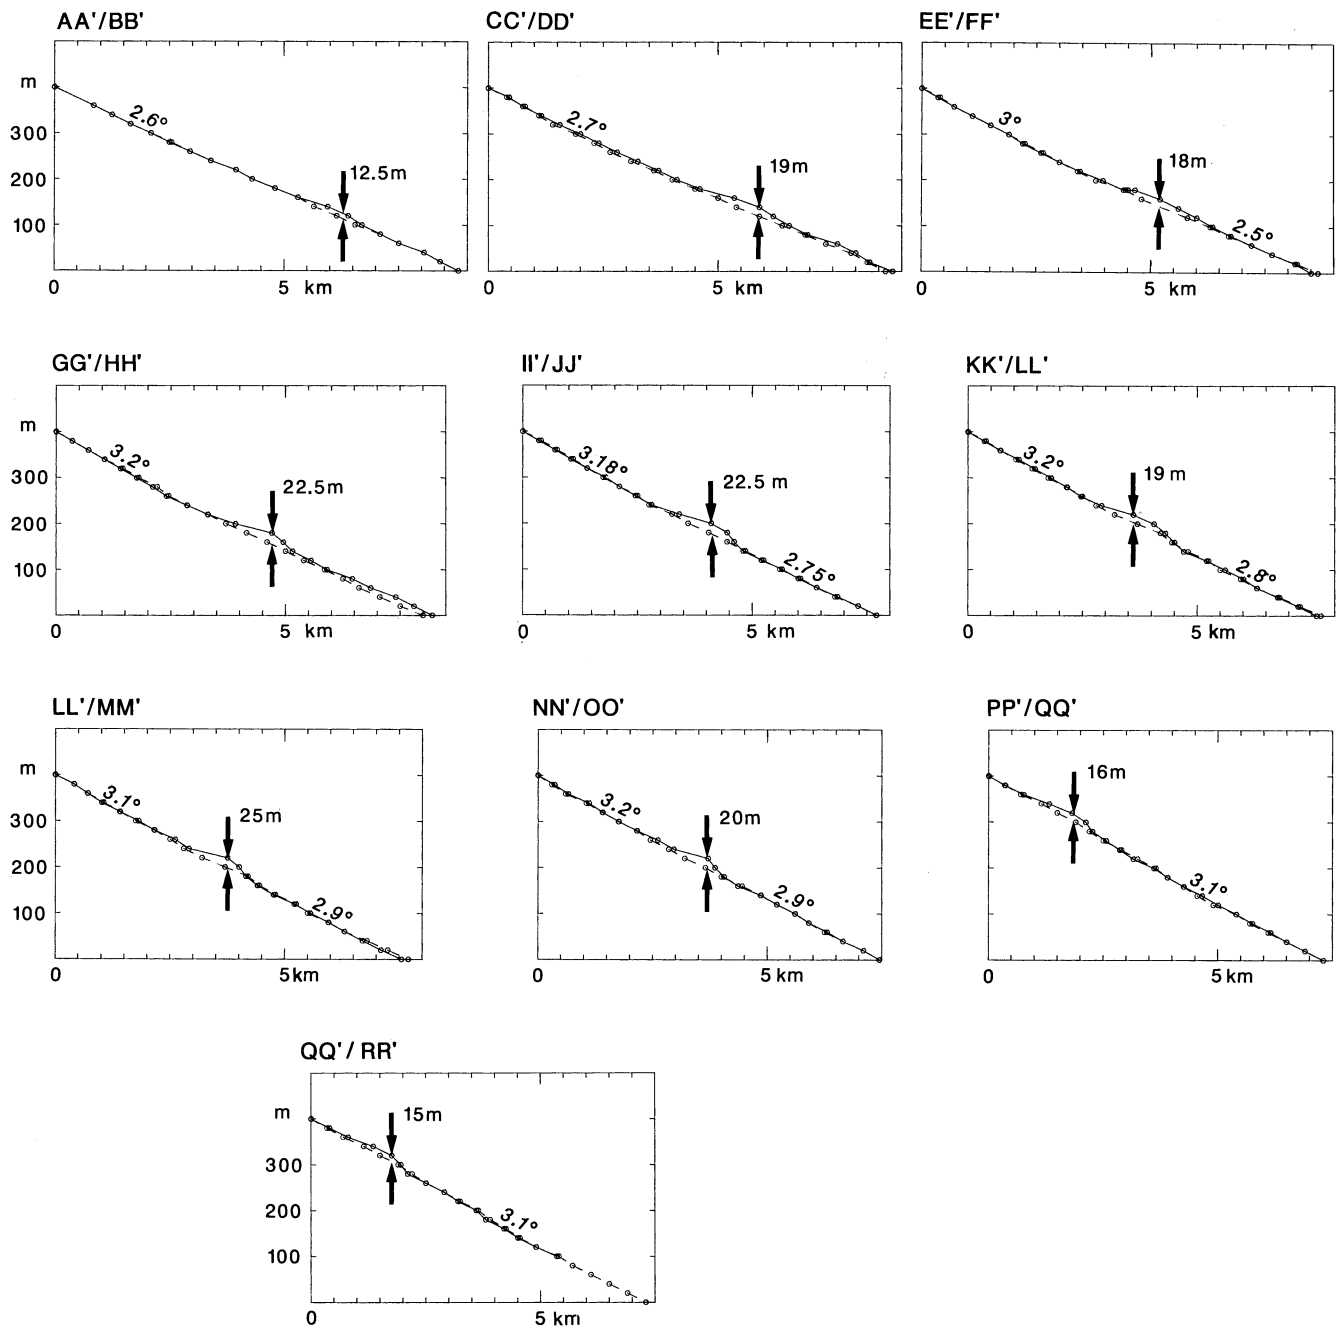 AA'/BB'
CC'/DD'
EE'/FF'
m
300
200
100
2.6°
12.5m
0
5 km
2.7°
19m
0
5 km
3°
18m
2.5°
0
5 km
GG'/HH'
II'/JJ'
KK'/LL'
m
300
200
100
3.2°
22.5m
0
5 km
3.18°
22.5 m
2.75°
0
5 km
3.2°
19 m
2.8°
0
5 km
LL'/MM'
NN'/OO'
PP'/QQ'
m
300
200
100
3.1°
25m
2.9°
0
5km
3.2°
20m
2.9°
0
5 km
16m
3.1°
0
5 km
QQ'/RR'
m
300
200
100
15m
3.1°
0
5 km